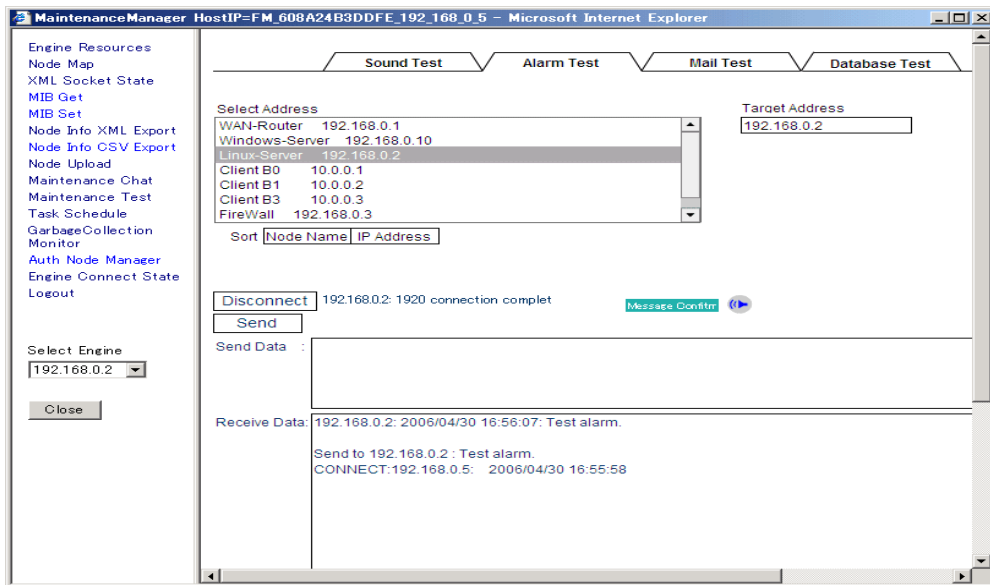 MaintenanceManager HostIP=FM_608A24B3DDFE_192_168_0_5 - Microsoft Internet Explorer
Engine Resources
Node Map
XML Socket State
MIB Get
MIB Set
Node Info XML Export
Node Info CSV Export
Node Upload
Maintenance Chat
Maintenance Test
Task Schedule
GarbageCollection
Monitor
Auth Node Manager
Engine Connect State
Logout
Select Engine
192.168.0.2
Close
Sound Test Alarm Test Mail Test Database Test
Select Address
Target Address
192.168.0.2
WAN-Router 192.168.0.1
Windows-Server 192.168.0.10
Linux-Server 192.168.0.2
Client B0 10.0.0.1
Client B1 10.0.0.2
Client B3 10.0.0.3
FireWall 192.168.0.3
Sort Node Name IP Address
Disconnect 192.168.0.2: 1920 connection complet
Message Confitrr
Send
Send Data :
Receive Data: 192.168.0.2: 2006/04/30 16:56:07: Test alarm.
Send to 192.168.0.2 : Test alarm.
CONNECT:192.168.0.5: 2006/04/30 16:55:58